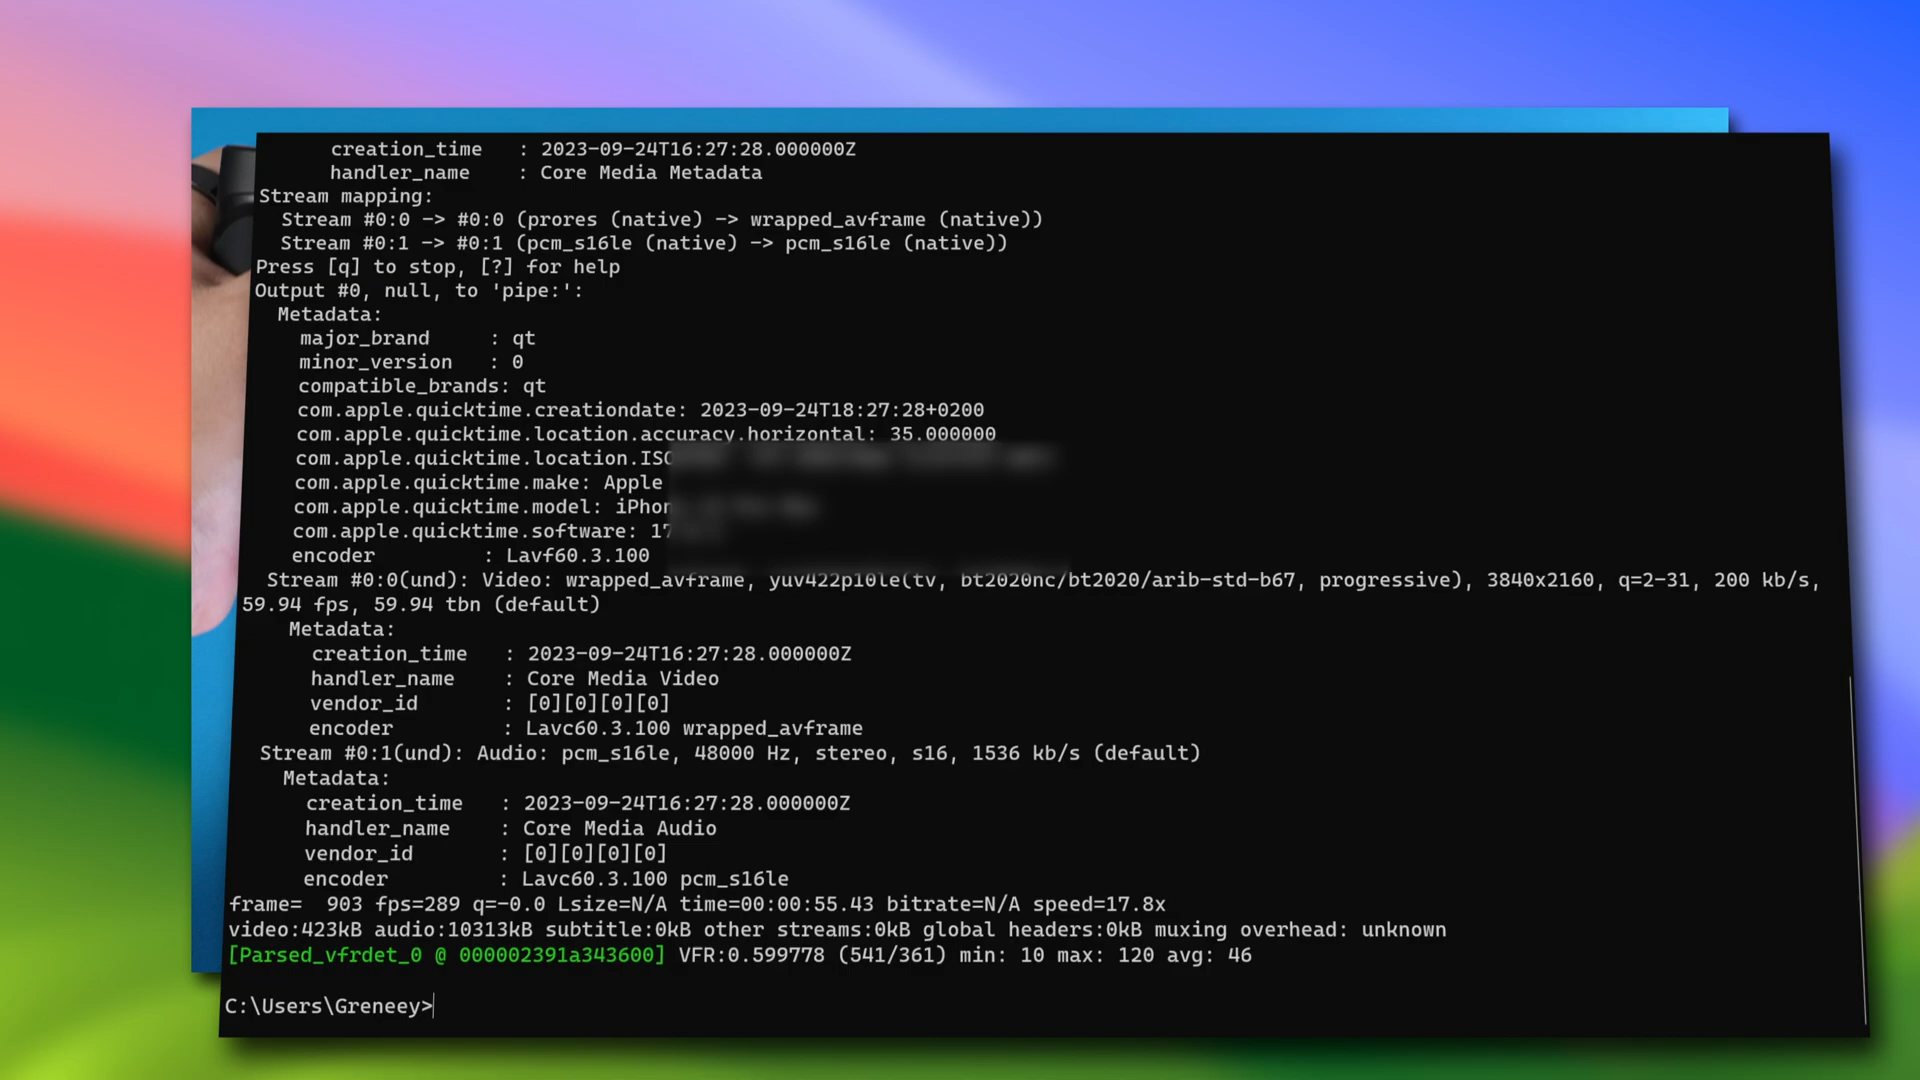 creation_time : 2023-09-24T16:27:28.000000Z
handler_name : Core Media Metadata
Stream mapping:
Stream #0:0 -> #0:0 (prores (native) -> wrapped_avframe (native))
Stream #0:1 -> #0:1 (pcm_s16le (native) -> pcm_s16le (native))
Press [q] to stop, [?] for help
Output #0, null, to 'pipe:':
Metadata:
major_brand : qt
minor_version : 0
compatible_brands: qt
com.apple.quicktime.creationdate: 2023-09-24T18:27:28+0200
com.apple.quicktime.location.accuracy.horizontal: 35.000000
com.apple.quicktime.location.ISO
com.apple.quicktime.make: Apple
com.apple.quicktime.model: iPhon
com.apple.quicktime.software: 17
encoder : Lavf60.3.100
Stream #0:0(und): Video: wrapped_avframe, yuv422p10le(tv, bt2020nc/bt2020/arib-std-b67, progressive), 3840x2160, q=2-31, 200 kb/s,
59.94 fps, 59.94 tbn (default)
Metadata:
creation_time : 2023-09-24T16:27:28.000000Z
handler_name : Core Media Video
vendor_id : [0][0][0][0]
encoder : Lavc60.3.100 wrapped_avframe
Stream #0:1(und): Audio: pcm_s16le, 48000 Hz, stereo, s16, 1536 kb/s (default)
Metadata:
creation_time : 2023-09-24T16:27:28.000000Z
handler_name : Core Media Audio
vendor_id : [0][0][0][0]
encoder : Lavc60.3.100 pcm_s16le
frame= 903 fps=289 q=-0.0 Lsize=N/A time=00:00:55.43 bitrate=N/A speed=17.8x
video:423kB audio:10313kB subtitle:0kB other streams:0kB global headers:0kB muxing overhead: unknown
[Parsed_vfrdet_0 @ 000002391a343600] VFR:0.599778 (541/361) min: 10 max: 120 avg: 46
C:\Users\Greneey>